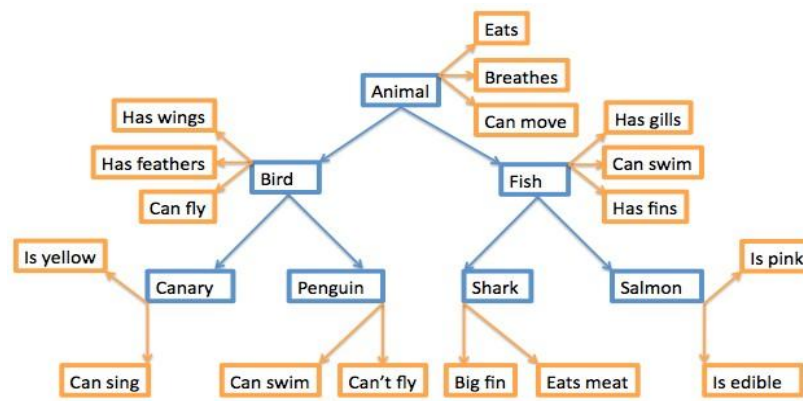 Eats
Breathes
Animal
Can move
Has wings
Has gills
Has feathers
Can swim
Bird
Fish
Can fly
Has fins
Is yellow
Is pink
Canary
Penguin
Shark
Salmon
Can sing
Can swim
Can't fly
Big fin
Eats meat
Is edible